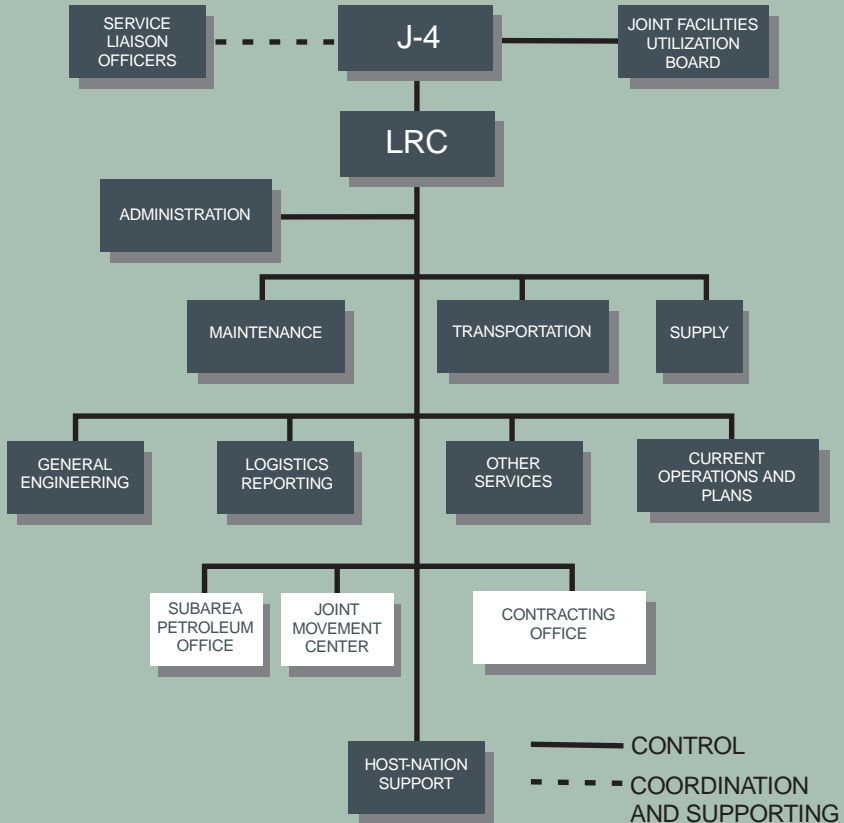 SERVICE
LIAISON
OFFICERS
J-4
JOINT FACILITIES
UTILIZATION
BOARD
LRC
ADMINISTRATION
MAINTENANCE
TRANSPORTATION
SUPPLY
GENERAL
ENGINEERING
LOGISTICS
REPORTING
OTHER
SERVICES
CURRENT
OPERATIONS AND
PLANS
SUBAREA
PETROLEUM
OFFICE
JOINT
MOVEMENT
CENTER
CONTRACTING
OFFICE
HOST-NATION
SUPPORT
CONTROL
COORDINATION
AND SUPPORTING